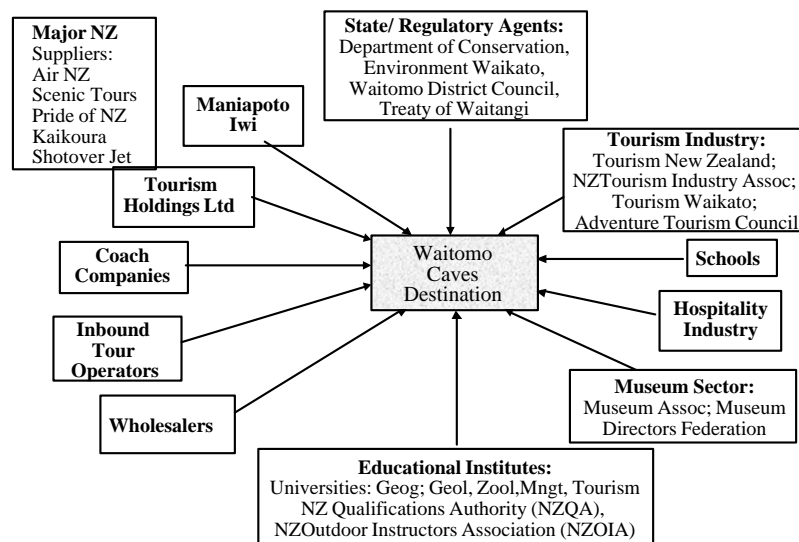 Major NZ
Suppliers:
Air NZ
Scenic Tours
Pride of NZ
Kaikoura
Shotover Jet
State/ Regulatory Agents:
Department of Conservation,
Environment Waikato,
Waitomo District Council,
Treaty of Waitangi
Maniapoto
Iwi
Tourism Industry:
Tourism New Zealand;
NZTourism Industry Assoc;
Tourism Waikato;
Adventure Tourism Council
Tourism
Holdings Ltd
Waitomo
Caves
Destination
Coach
Companies
Schools
Inbound
Tour
Operators
Hospitality
Industry
Wholesalers
Museum Sector:
Museum Assoc; Museum
Directors Federation
Educational Institutes:
Universities: Geog; Geol, Zool,Mngt, Tourism
NZ Qualifications Authority (NZQA),
NZOutdoor Instructors Association (NZOIA)